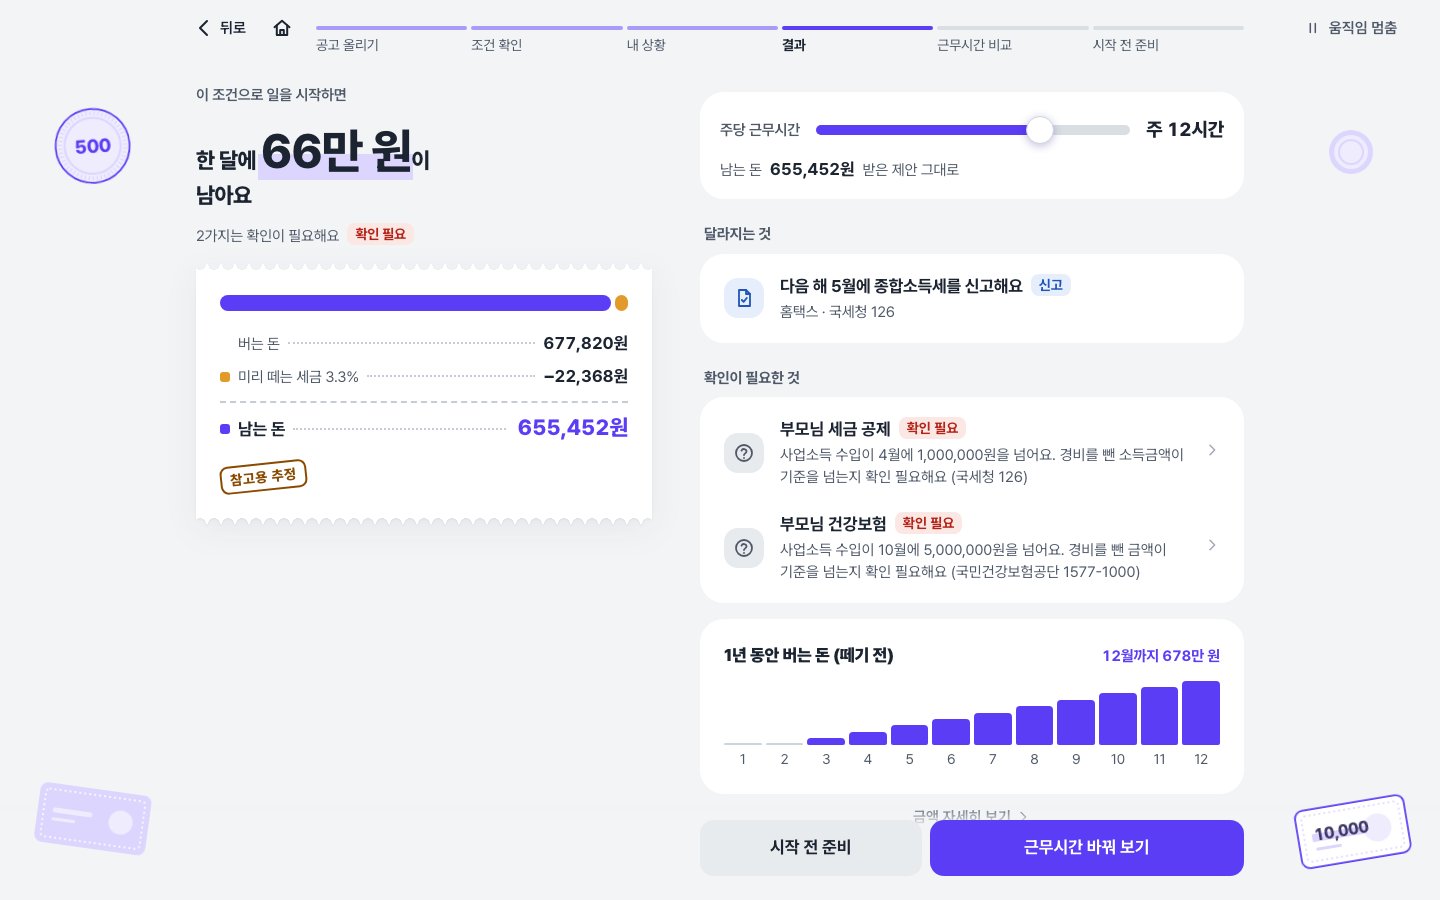 뒤로
공고 올리기
조건 확인
내 상황
결과
근무시간 비교
시작 전 준비
움직임 멈춤
이 조건으로 일을 시작하면
500
한 달에 66만 원이
남아요
2가지는 확인이 필요해요 확인 필요
버는 돈 677,820원
미리 떼는 세금 3.3% −22,368원
남는 돈 655,452원
참고용 추정
주당 근무시간 주 12시간
남는 돈 655,452원 받은 제안 그대로
달라지는 것
다음 해 5월에 종합소득세를 신고해요 신고
홈택스 · 국세청 126
확인이 필요한 것
부모님 세금 공제 확인 필요
사업소득 수입이 4월에 1,000,000원을 넘어요. 경비를 뺀 소득금액이
기준을 넘는지 확인 필요해요 (국세청 126)
부모님 건강보험 확인 필요
사업소득 수입이 10월에 5,000,000원을 넘어요. 경비를 뺀 금액이
기준을 넘는지 확인 필요해요 (국민건강보험공단 1577-1000)
1년 동안 버는 돈 (떼기 전) 12월까지 678만 원
1 2 3 4 5 6 7 8 9 10 11 12
금액 자세히 보기
시작 전 준비
근무시간 바꿔 보기
10,000